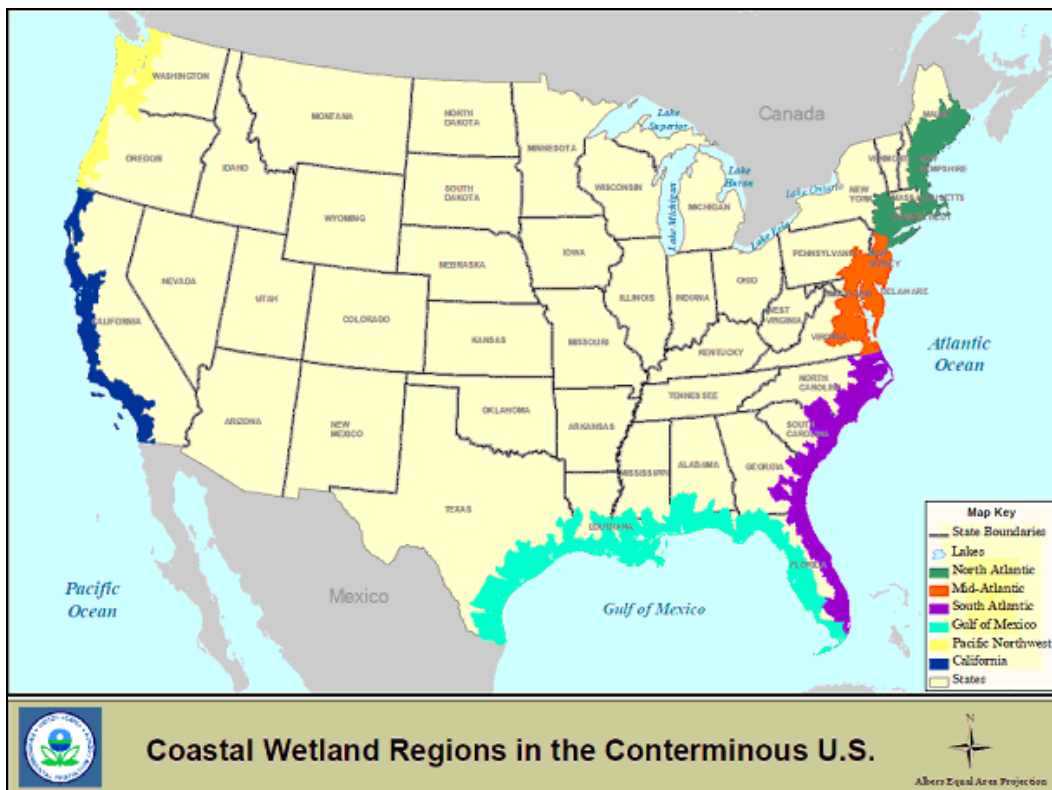 WASHINGTON
OREGON
IDAHO
MONTANA
NORTH
DAKOTA
SOUTH
DAKOTA
MINNESOTA
WISCONSIN
MICHIGAN
WYOMING
NEBRASKA
IOWA
NEVADA
UTAH
COLORADO
KANSAS
CALIFORNIA
ARIZONA
NEW
MEXICO
OKLAHOMA
TEXAS
MISSOURI
ARKANSAS
LOUISIANA
MISSISSIPPI
ALABAMA
GEORGIA
FLORIDA
TENNESSEE
KENTUCKY
ILLINOIS
INDIANA
OHIO
WEST
VIRGINIA
VIRGINIA
NORTH
CAROLINA
SOUTH
CAROLINA
PENNSYLVANIA
NEW
YORK
VERMONT
MASSACHUSETTS
DELAWARE
Lake
Superior
Lake Michigan
Lake
Huron
Lake Ontario
Lake Erie
Canada
Mexico
Pacific
Ocean
Gulf of Mexico
Atlantic
Ocean
Map Key
State Boundaries
Lakes
North Atlantic
Mid-Atlantic
South Atlantic
Gulf of Mexico
Pacific Northwest
California
States
Coastal Wetland Regions in the Conterminous U.S.
N
Albers Equal Area Projection